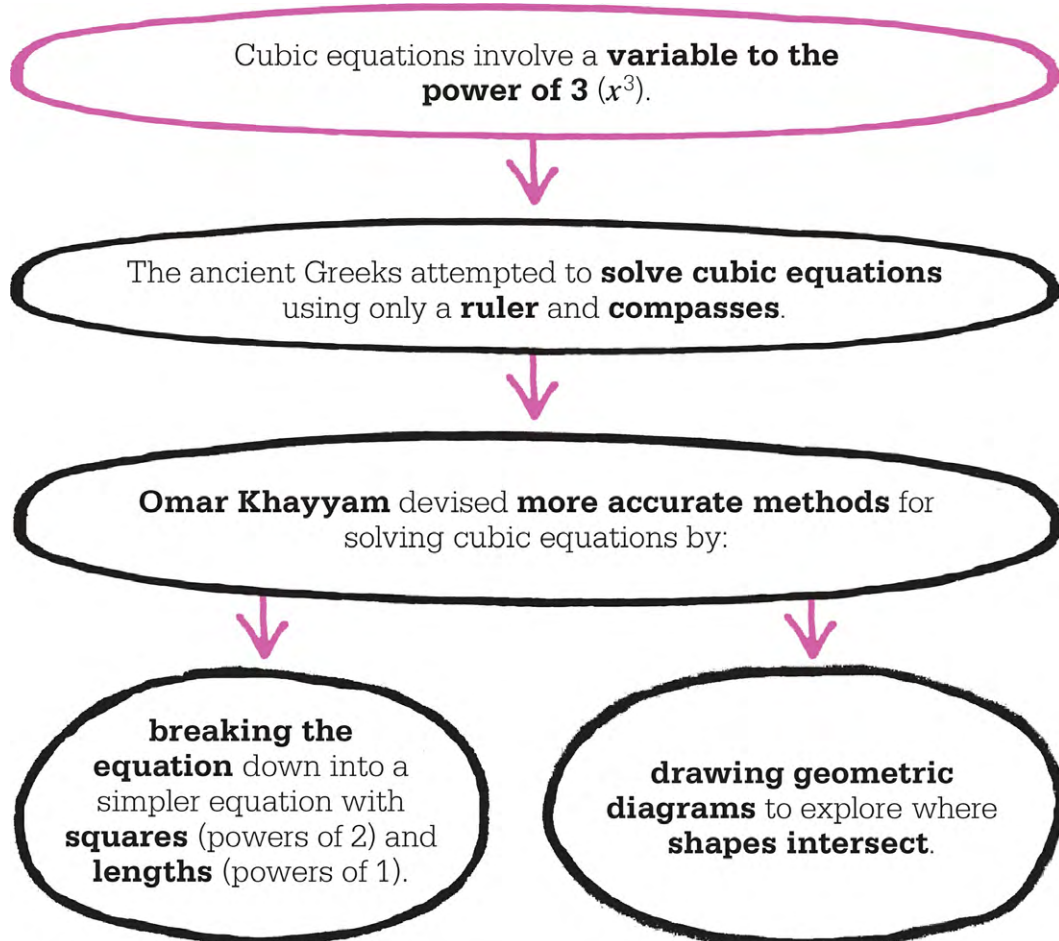 Cubic equations involve a variable to the
power of 3 (x³).
The ancient Greeks attempted to solve cubic equations
using only a ruler and compasses.
Omar Khayyam devised more accurate methods for
solving cubic equations by:
breaking the
equation down into a
simpler equation with
squares (powers of 2) and
lengths (powers of 1).
drawing geometric
diagrams to explore where
shapes intersect.